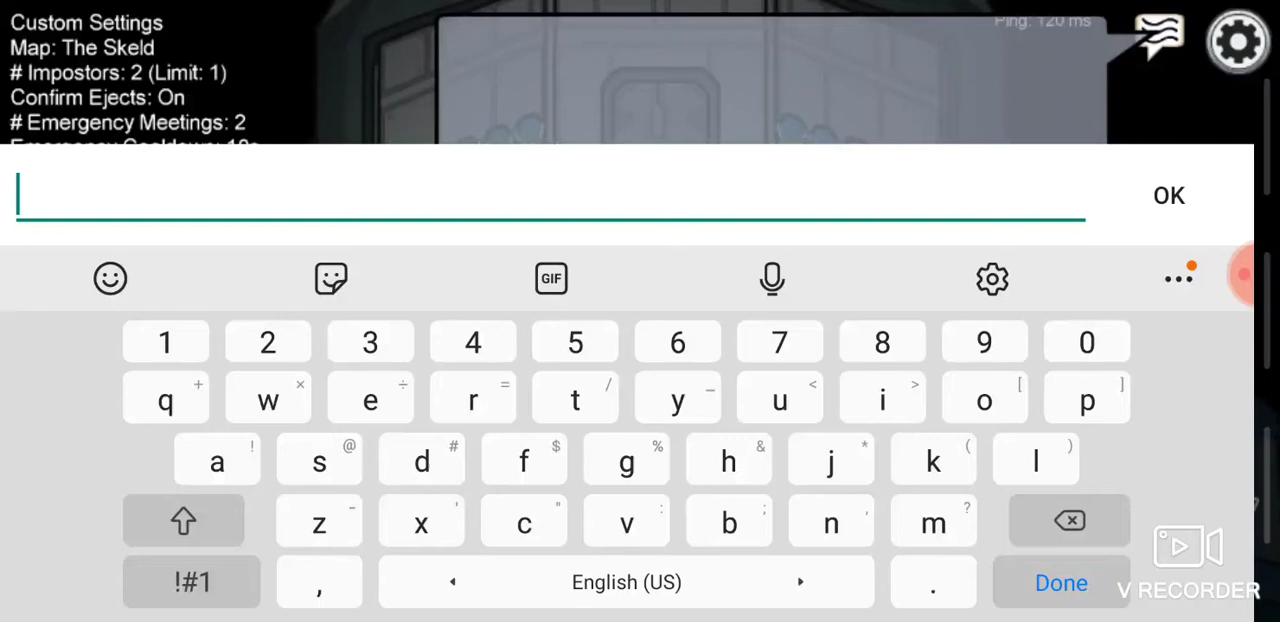 Custom Settings
Map: The Skeld
# Impostors: 2 (Limit: 1)
Confirm Ejects: On
# Emergency Meetings: 2
Ping: 120 ms
OK
GIF
1 2 3 4 5 6 7 8 9 0
q + w × e ÷ r = t / y _ u < i > o [ p ]
a ! s @ d # f $ g % h & j * k ( l )
z - x ' c " v : b ; n , m ?
!#1 , English (US) . Done
V RECORDER